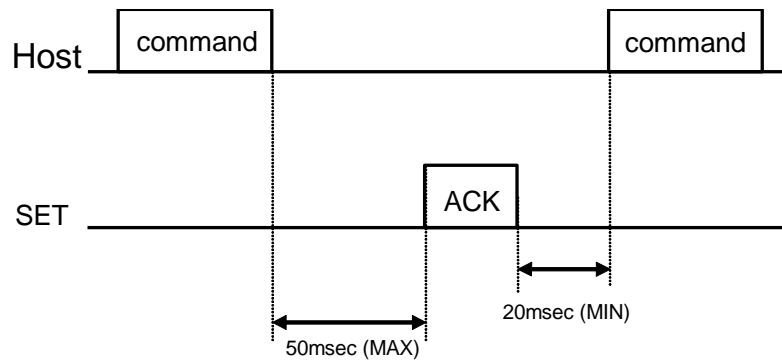 command
command
Host
ACK
SET
20msec (MIN)
50msec (MAX)